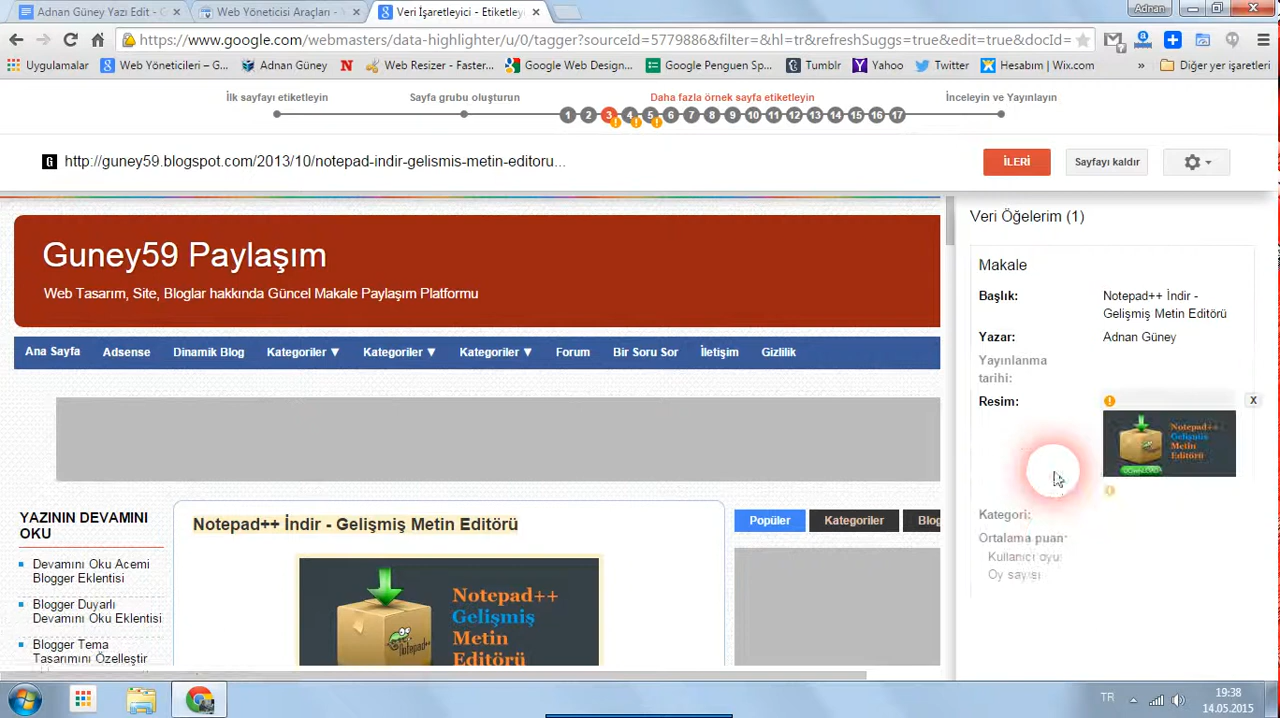 Adnan Güney Yazi Edit - G
Web Yöneticisi Araçları -
Veri İşaretleyici - Etiketley
Adnan
https://www.google.com/webmasters/data-highlighter/u/0/tagger?sourceId=5779886&filter=&hl=tr&refreshSuggs=true&edit=true&docId=
Uygulamalar
Web Yöneticileri – G...
Adnan Güney
Web Resizer - Faster...
Google Web Design...
Google Penguen Sp...
Tumblr
Yahoo
Twitter
Hesabım | Wix.com
»
Diğer yer işaretleri
İlk sayfayı etiketleyin
Sayfa grubu oluşturun
Daha fazla örnek sayfa etiketleyin
İnceleyin ve Yayınlayın
1 2 3 4 5 6 7 8 9 10 11 12 13 14 15 16 17
http://guney59.blogspot.com/2013/10/notepad-indir-gelismis-metin-editoru...
İLERİ
Sayfayı kaldır
Guney59 Paylaşım
Web Tasarım, Site, Bloglar hakkında Güncel Makale Paylaşım Platformu
Ana Sayfa
Adsense
Dinamik Blog
Kategoriler ▼
Kategoriler ▼
Kategoriler ▼
Forum
Bir Soru Sor
İletişim
Gizlilik
YAZININ DEVAMINI
OKU
Devamını Oku Acemi
Blogger Eklentisi
Blogger Duyarlı
Devamını Oku Eklentisi
Blogger Tema
Tasarımını Özelleştir
Notepad++ İndir - Gelişmiş Metin Editörü
Notepad++
Gelişmiş
Metin
Editörü
Popüler
Kategoriler
Blog
Veri Öğelerim (1)
Makale
Başlık:
Notepad++ İndir -
Gelişmiş Metin Editörü
Yazar:
Adnan Güney
Yayınlanma
tarihi:
Resim:
X
Notepad++
Gelişmiş
Metin
Editörü
DOWNLOAD
Kategori:
Ortalama puan:
Kullanıcı oyu:
Oy sayısı
TR
19:38
14.05.2015